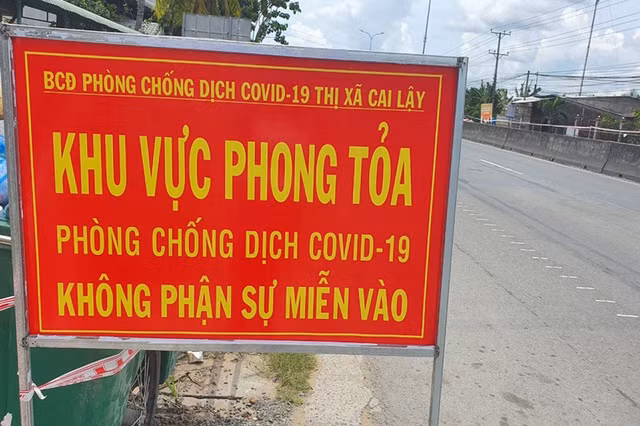 BCĐ PHÒNG CHỐNG DỊCH COVID-19 THỊ XÃ CAI LẬY
KHU VỰC PHONG TỎA
PHÒNG CHỐNG DỊCH COVID-19
KHÔNG PHẬN SỰ MIỄN VÀO